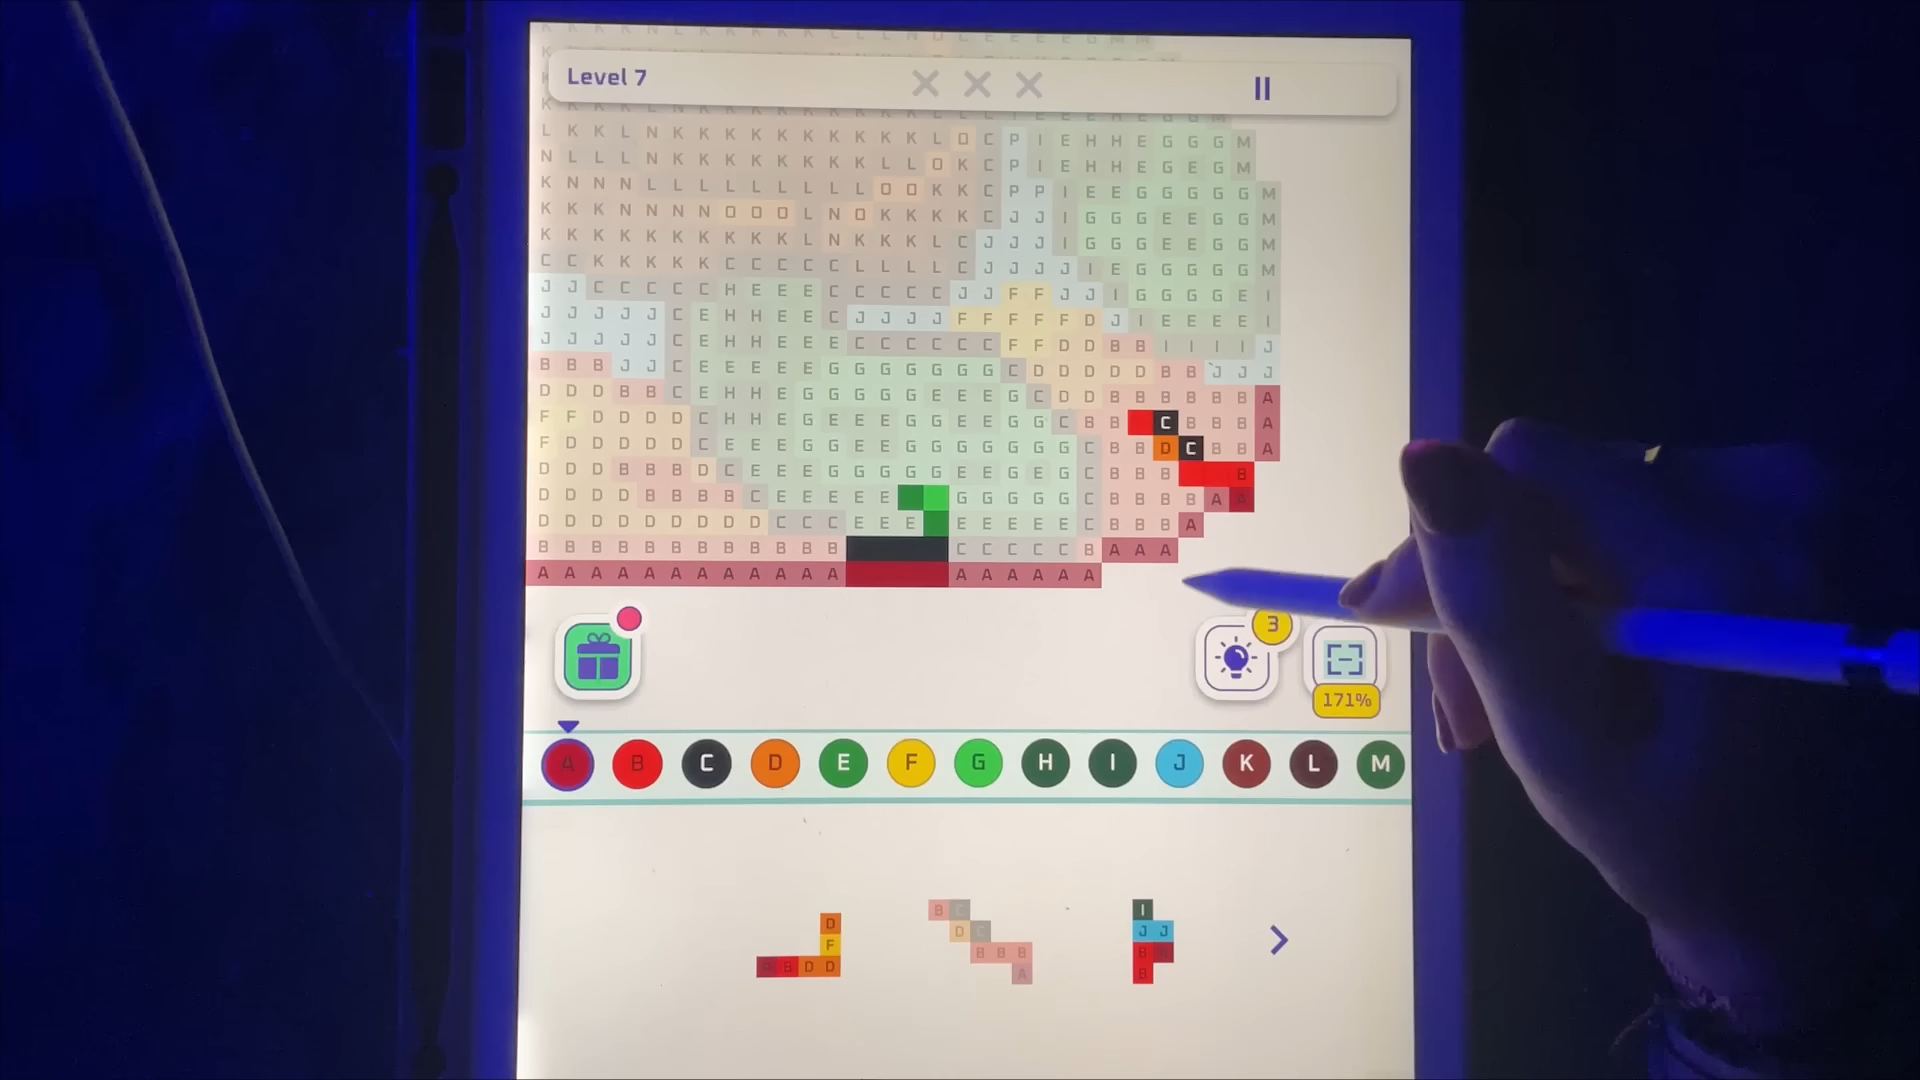 Level 7
L K K L N K K K K K K K K K K L O C P I E H H E G G G M
N L L L N K K K K K K K K L L O K C P I E H H E G E G M
K N N N L L L L L L L L L O O K K C P P I E E G G G G G M
K K K N N N N O O O L N O K K K K C J J I G G G E E G G M
K K K K K K K K K K L N K K K L C J J J I G G G E E G G M
C C K K K K K C C C C C L L L L C J J J J I E G G G G G M
J J C C C C C H E E E C C C C C J J F F J J I G G G G E I
J J J J J C E H H E E C J J J J F F F F F D J I E E E E I
J J J J J C E H H E E E C C C C C C F F D D B B I I I I J
B B B J J C E E E E E G G G G G G G C D D D D D B B J J J
D D D B B C E H H E G G G G G E E E G C D D B B B B B B A
F F D D D D C H H E G E E E G G E E G G C B B C B B B A
F D D D D D C E E E G E E E G G G G G G G C B B D C B B A
D D D B B B D C E E E G G G G G E E G E G C B B B B
D D D D B B B B C E E E E E G G G G G C B B B B A A
D D D D D D D D D C C C E E E E E E E E C B B B A
B B B B B B B B B B B B C C C C C B A A A
A A A A A A A A A A A A A A A A A A
3
171%
A B C D E F G H I J K L M
D
F
B D D
B C
D C
B B B
A
I
J J
B
B